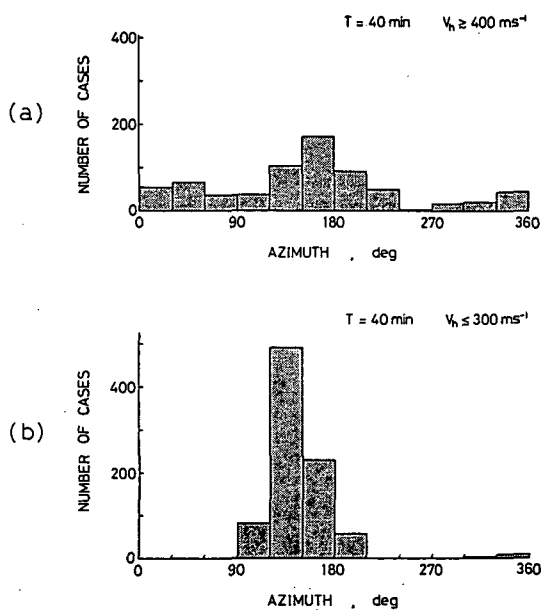 T = 40 min V_h ≥ 400 ms⁻¹
(a)
NUMBER OF CASES
400
200
0
0 90 180 270 360
AZIMUTH , deg
T = 40 min V_h ≤ 300 ms⁻¹
(b)
NUMBER OF CASES
400
200
0
0 90 180 270 360
AZIMUTH , deg